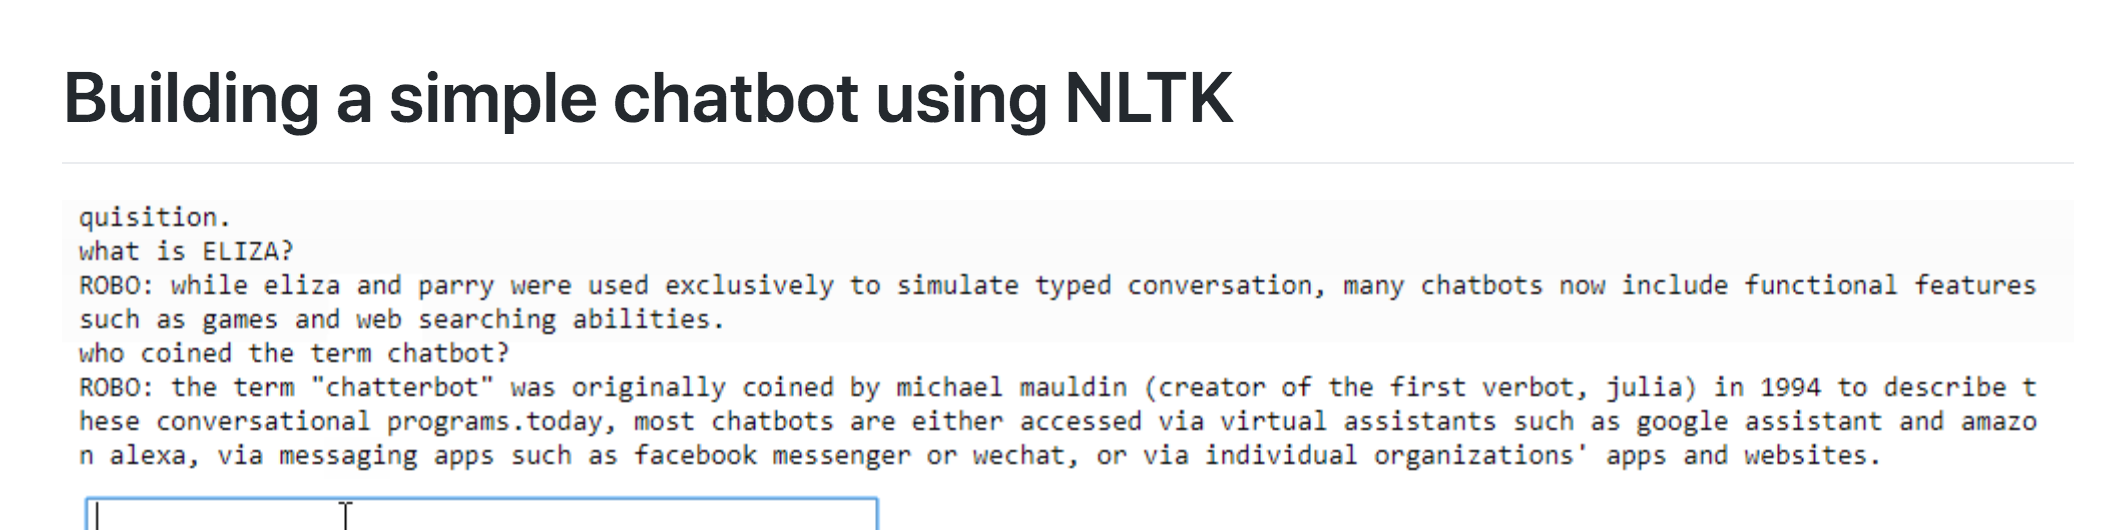 Building a simple chatbot using NLTK
quisition.
what is ELIZA?
ROBO: while eliza and parry were used exclusively to simulate typed conversation, many chatbots now include functional features
such as games and web searching abilities.
who coined the term chatbot?
ROBO: the term "chatterbot" was originally coined by michael mauldin (creator of the first verbot, julia) in 1994 to describe t
hese conversational programs.today, most chatbots are either accessed via virtual assistants such as google assistant and amazo
n alexa, via messaging apps such as facebook messenger or wechat, or via individual organizations' apps and websites.